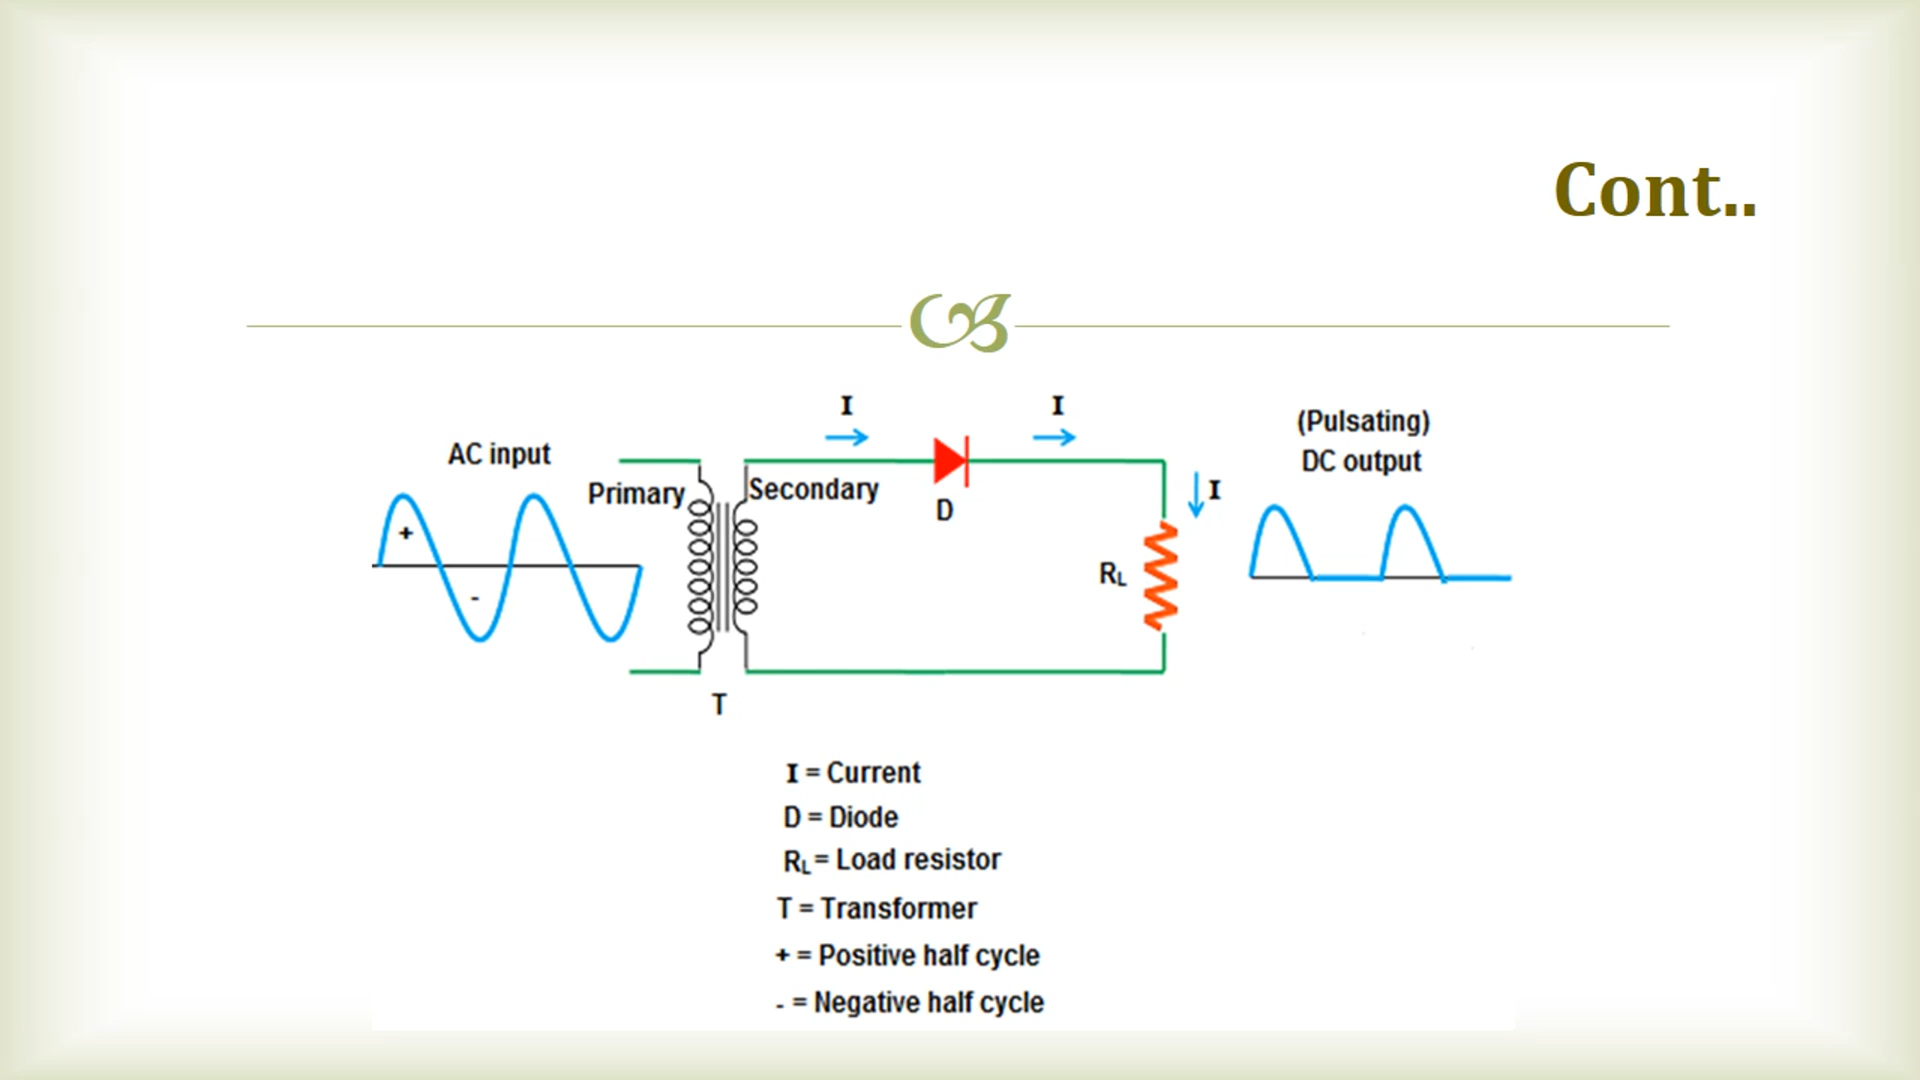 Cont..
I
I
AC input
(Pulsating)
DC output
Primary
Secondary
D
I
+
-
RL
T
I = Current
D = Diode
RL = Load resistor
T = Transformer
+ = Positive half cycle
- = Negative half cycle